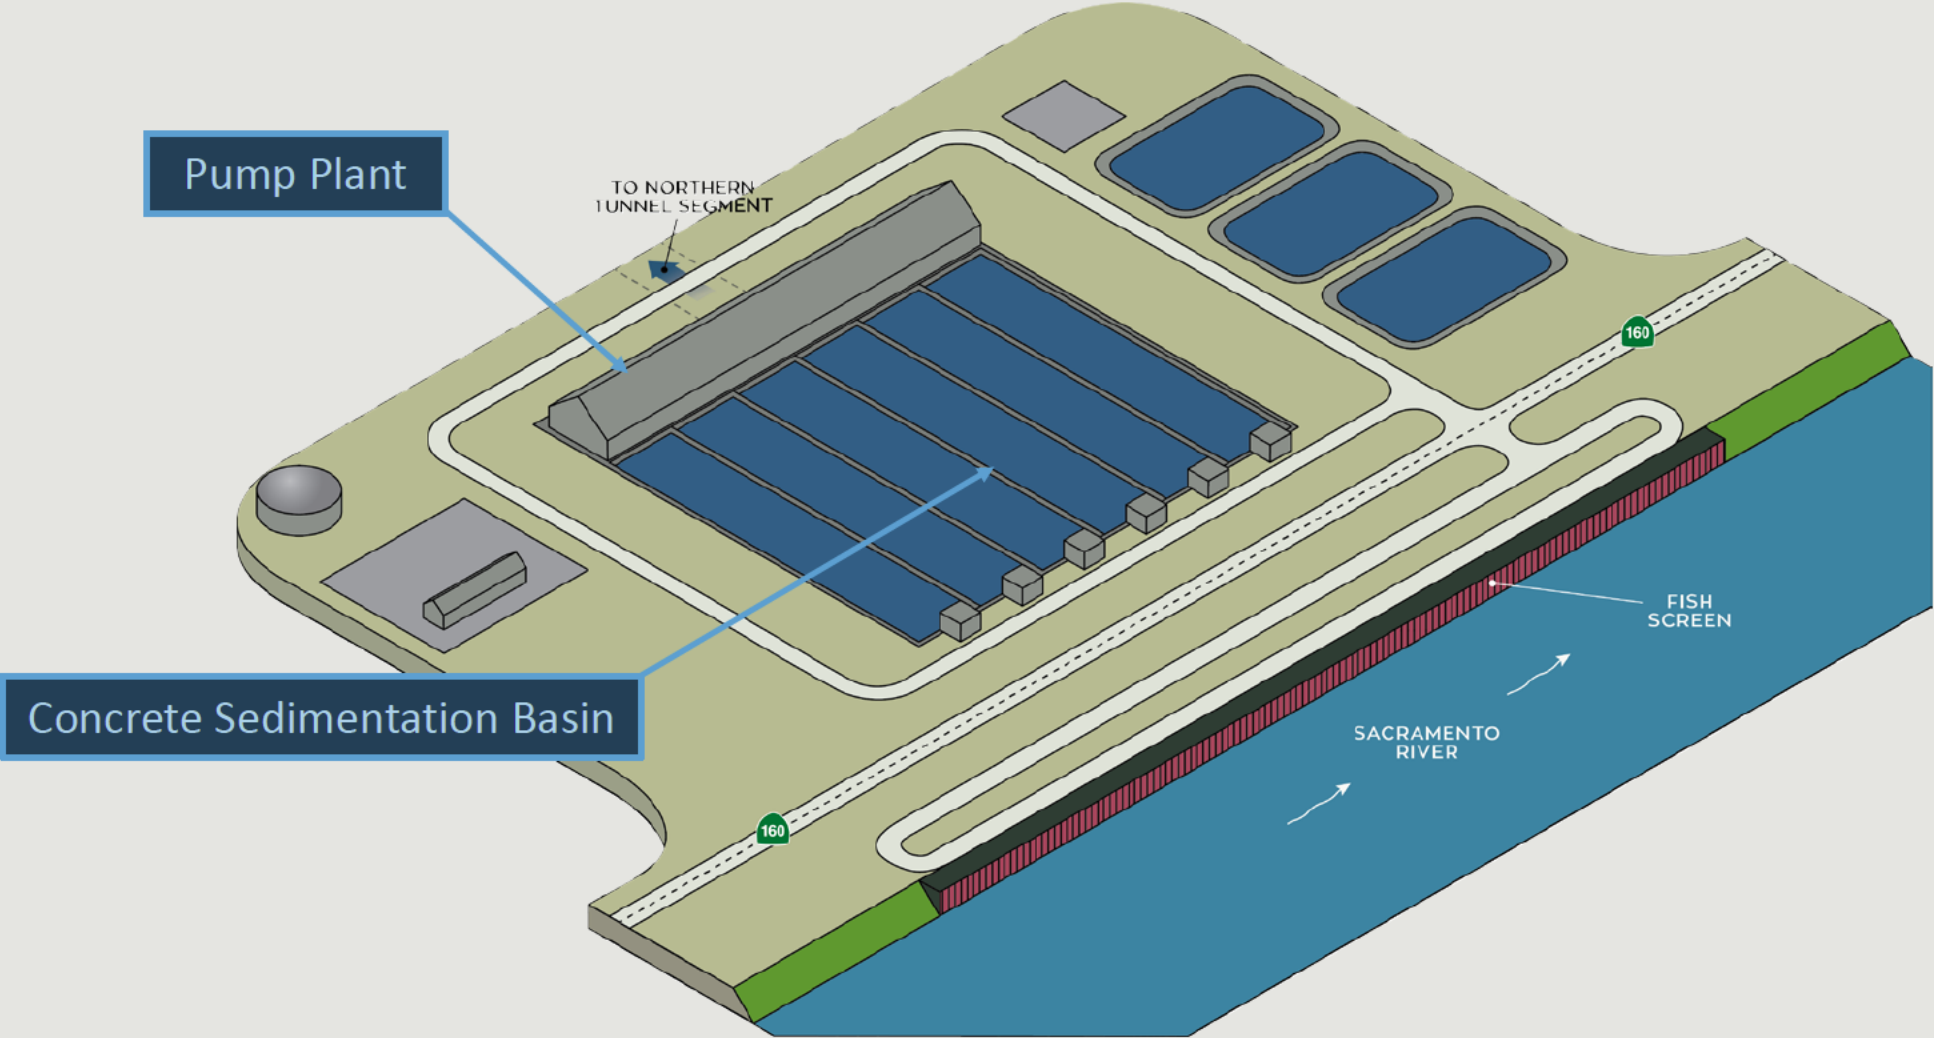 Pump Plant
TO NORTHERN
TUNNEL SEGMENT
160
Concrete Sedimentation Basin
FISH
SCREEN
SACRAMENTO
RIVER
160